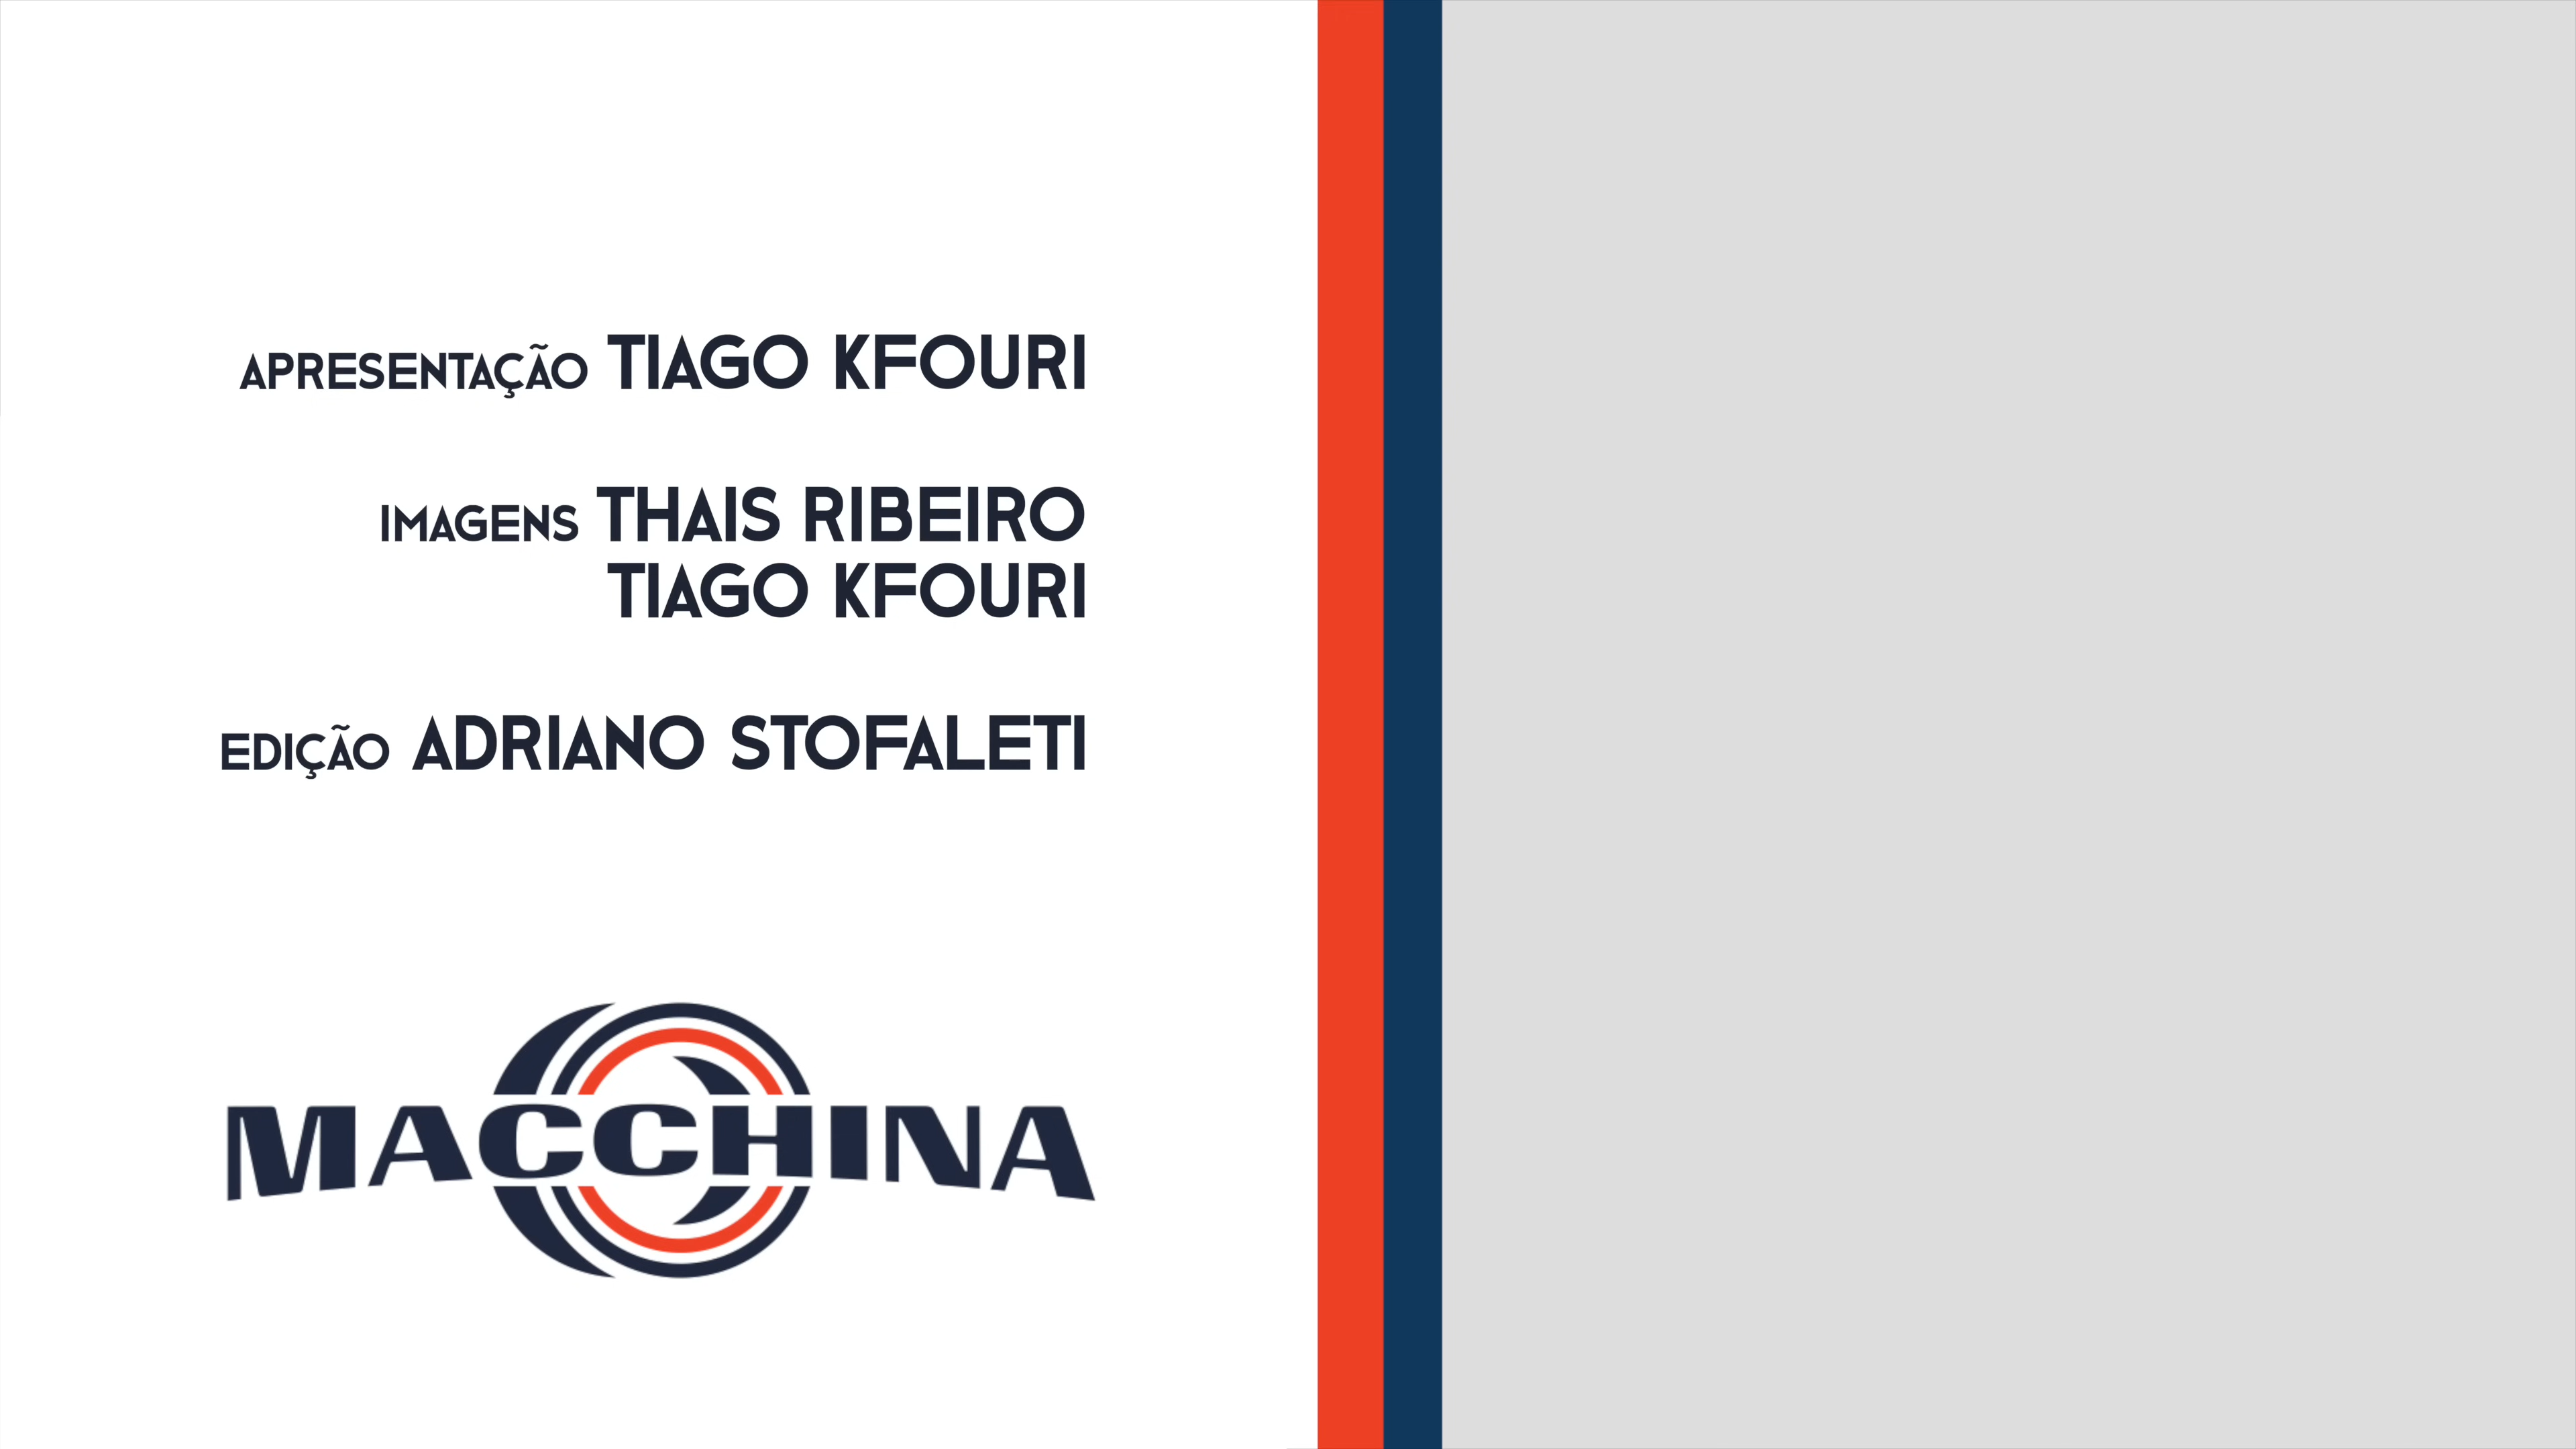 APRESENTAÇÃO TIAGO KFOURI
IMAGENS THAIS RIBEIRO
TIAGO KFOURI
EDIÇÃO ADRIANO STOFALETI
MACCHINA